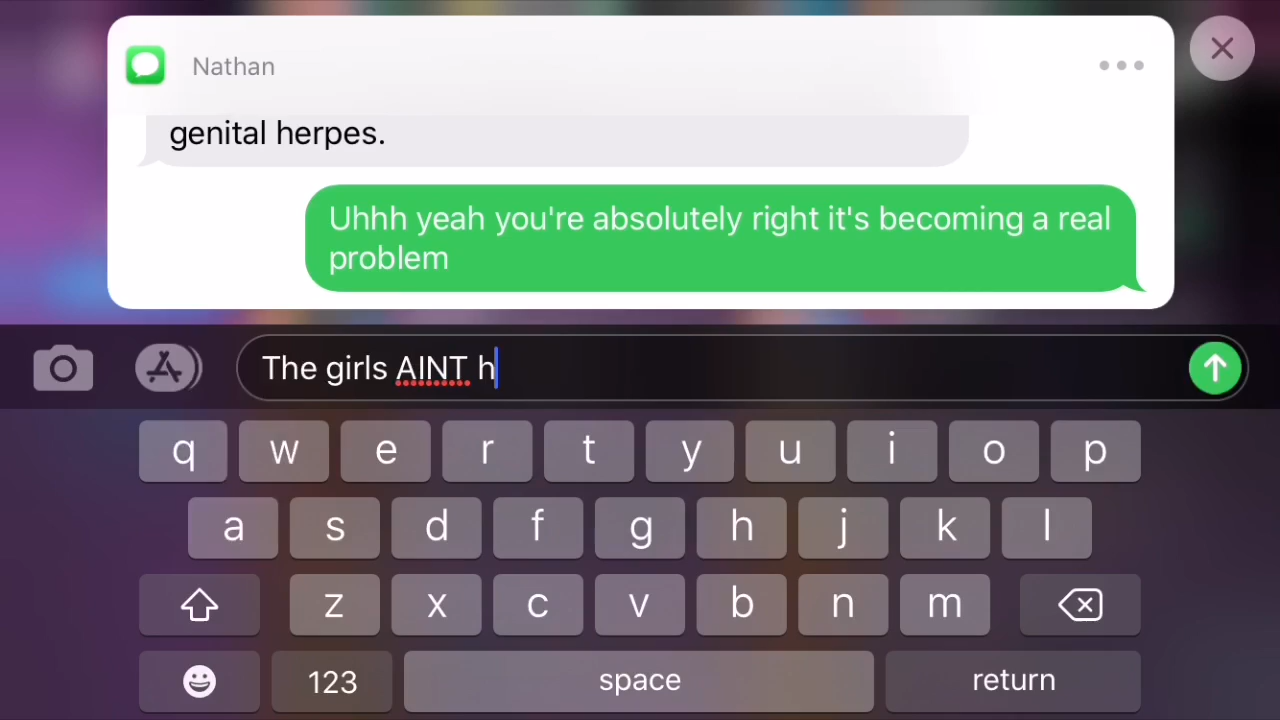 Nathan
genital herpes.
Uhhh yeah you're absolutely right it's becoming a real
problem
The girls AINT h
q w e r t y u i o p
a s d f g h j k l
z x c v b n m
123 space return